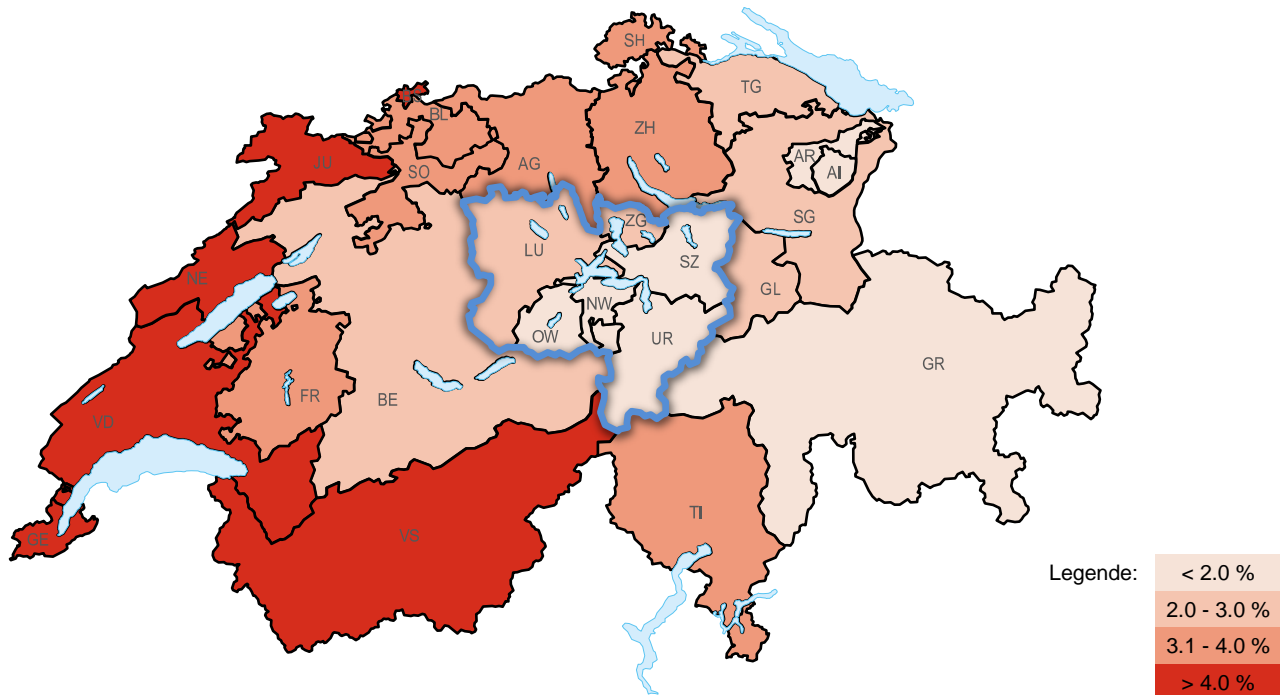 SH
TG
BL
ZH
AR
AI
JU
SO
AG
SG
ZG
LU
SZ
NE
GL
NW
OW
UR
GR
FR
BE
VD
TI
GE
VS
Legende:
< 2.0 %
2.0 - 3.0 %
3.1 - 4.0 %
> 4.0 %